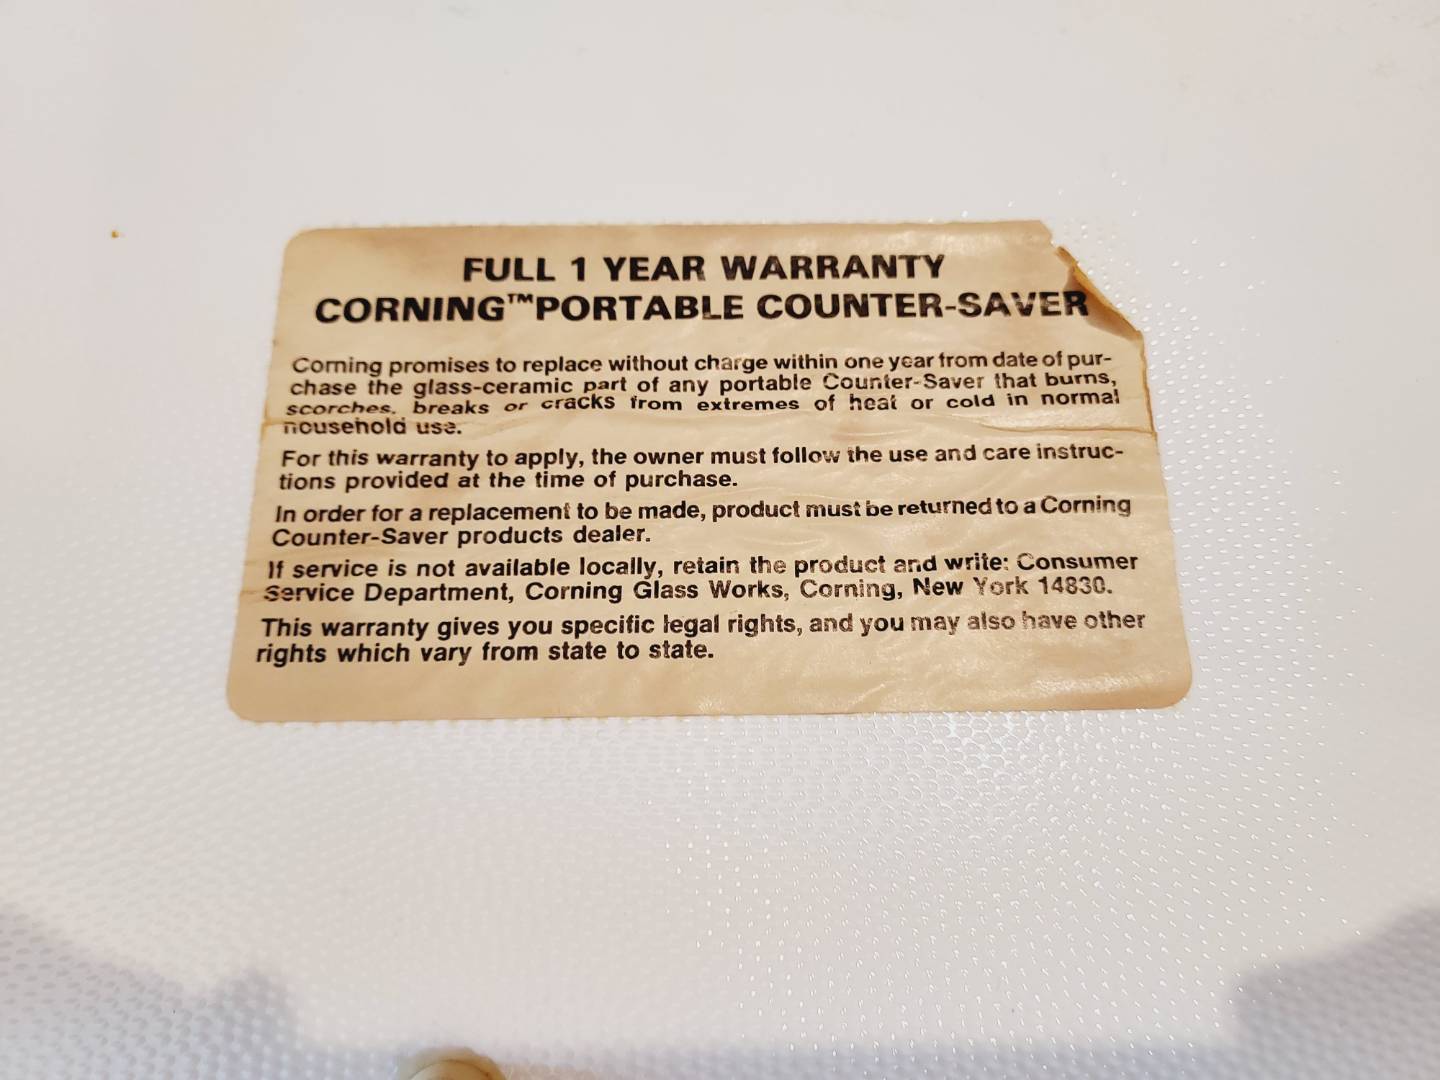 FULL 1 YEAR WARRANTY
CORNING™ PORTABLE COUNTER-SAVER
Corning promises to replace without charge within one year from date of pur-
chase the glass-ceramic part of any portable Counter-Saver that burns,
scorches, breaks or cracks from extremes of heat or cold in normal
household use.
For this warranty to apply, the owner must follow the use and care instruc-
tions provided at the time of purchase.
In order for a replacement to be made, product must be returned to a Corning
Counter-Saver products dealer.
If service is not available locally, retain the product and write: Consumer
Service Department, Corning Glass Works, Corning, New York 14830.
This warranty gives you specific legal rights, and you may also have other
rights which vary from state to state.